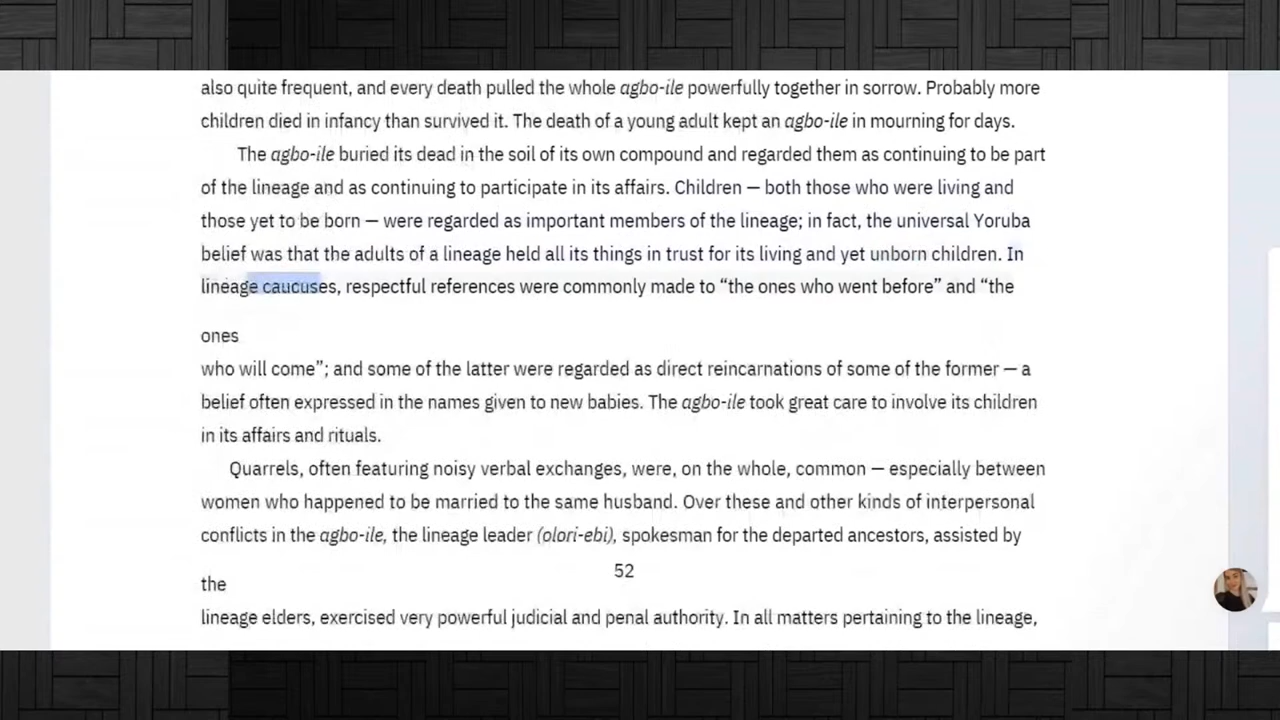 also quite frequent, and every death pulled the whole agbo-ile powerfully together in sorrow. Probably more
children died in infancy than survived it. The death of a young adult kept an agbo-ile in mourning for days.
The agbo-ile buried its dead in the soil of its own compound and regarded them as continuing to be part
of the lineage and as continuing to participate in its affairs. Children — both those who were living and
those yet to be born — were regarded as important members of the lineage; in fact, the universal Yoruba
belief was that the adults of a lineage held all its things in trust for its living and yet unborn children. In
lineage caucuses, respectful references were commonly made to “the ones who went before” and “the
ones
who will come”; and some of the latter were regarded as direct reincarnations of some of the former — a
belief often expressed in the names given to new babies. The agbo-ile took great care to involve its children
in its affairs and rituals.
Quarrels, often featuring noisy verbal exchanges, were, on the whole, common — especially between
women who happened to be married to the same husband. Over these and other kinds of interpersonal
conflicts in the agbo-ile, the lineage leader (olori-ebi), spokesman for the departed ancestors, assisted by
52
the
lineage elders, exercised very powerful judicial and penal authority. In all matters pertaining to the lineage,